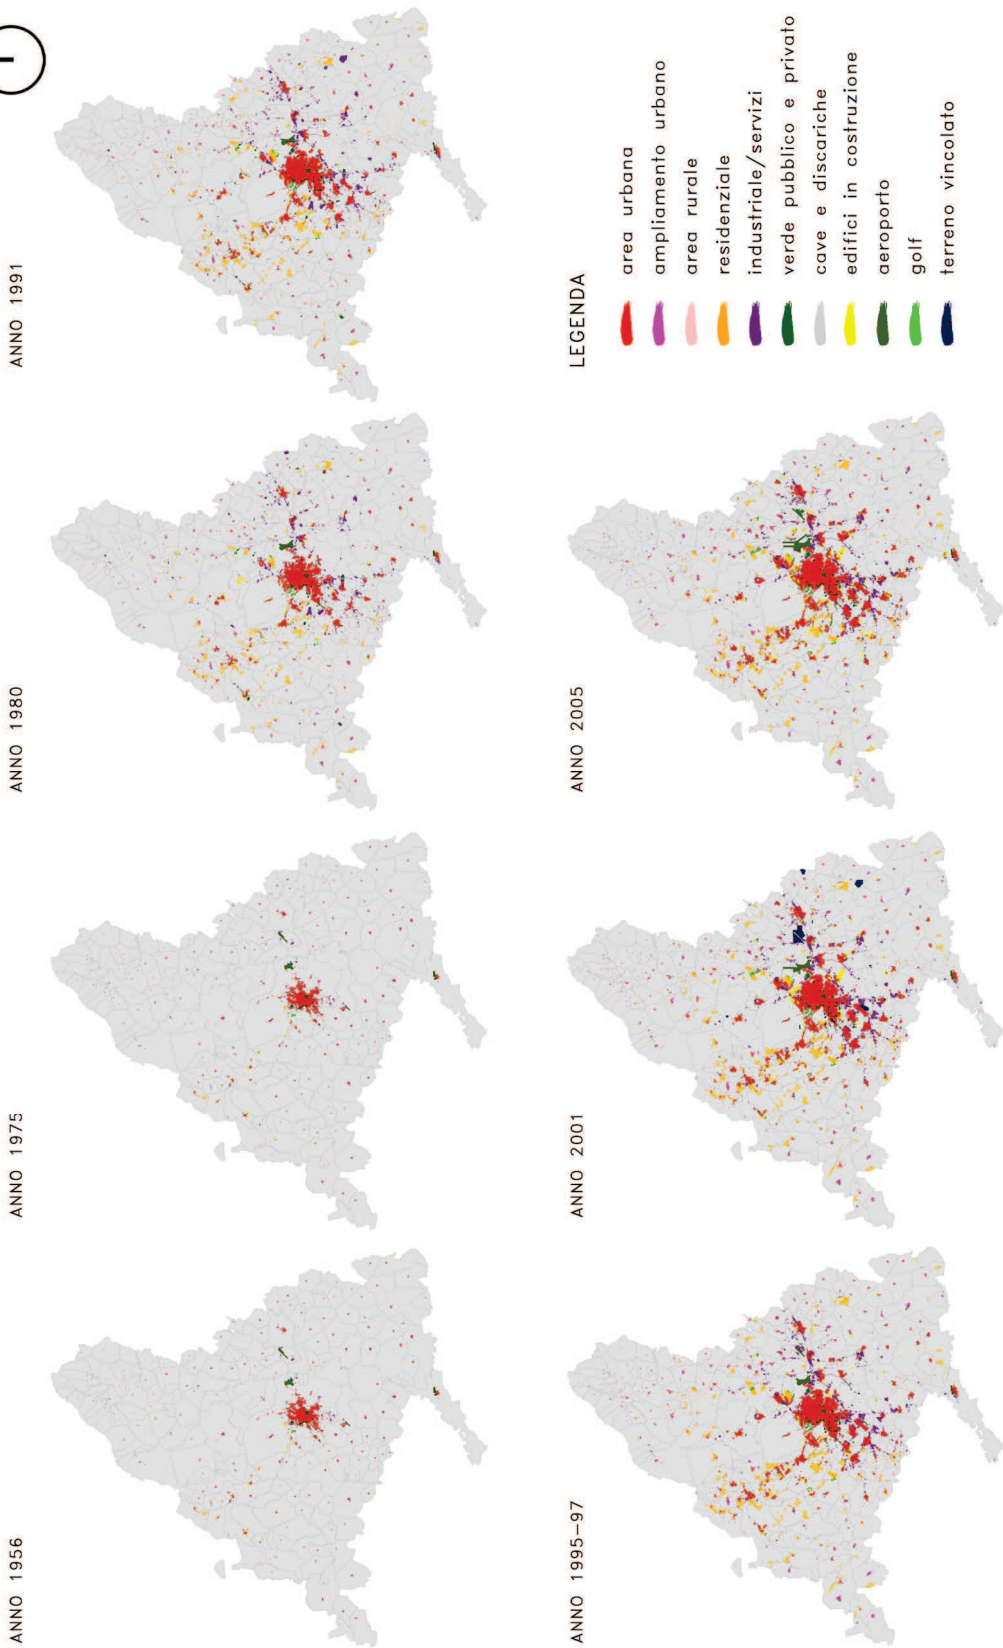 ANNO 1956
ANNO 1975
ANNO 1980
ANNO 1991
ANNO 1995-97
ANNO 2001
ANNO 2005
LEGENDA
area urbana
ampliamento urbano
area rurale
residenziale
industriale/servizi
verde pubblico e privato
cave e discariche
edifici in costruzione
aeroporto
golf
terreno vincolato